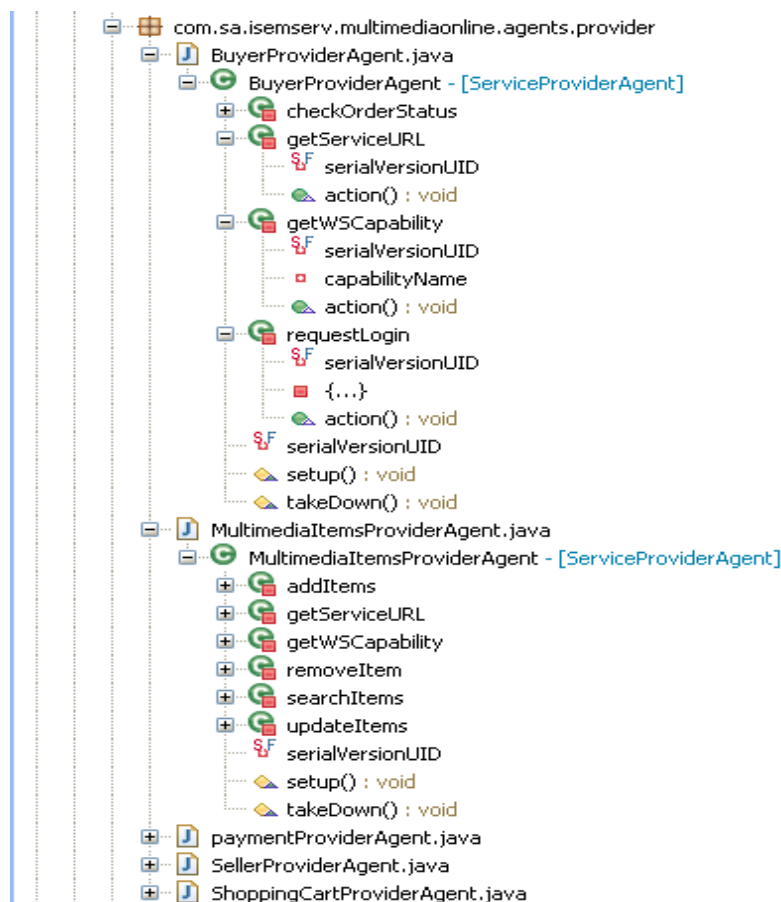 com.sa.isemserv.multimediaonline.agents.provider
J BuyerProviderAgent.java
C BuyerProviderAgent - [ServiceProviderAgent]
C checkOrderStatus
C getServiceURL
S F serialVersionUID
action() : void
C getWSCapability
S F serialVersionUID
capabilityName
action() : void
C requestLogin
S F serialVersionUID
{...}
action() : void
S F serialVersionUID
setup() : void
takeDown() : void
J MultimediaItemsProviderAgent.java
C MultimediaItemsProviderAgent - [ServiceProviderAgent]
C addItems
C getServiceURL
C getWSCapability
C removeItem
C searchItems
C updateItems
S F serialVersionUID
setup() : void
takeDown() : void
J paymentProviderAgent.java
J SellerProviderAgent.java
J ShoppingCartProviderAgent.java